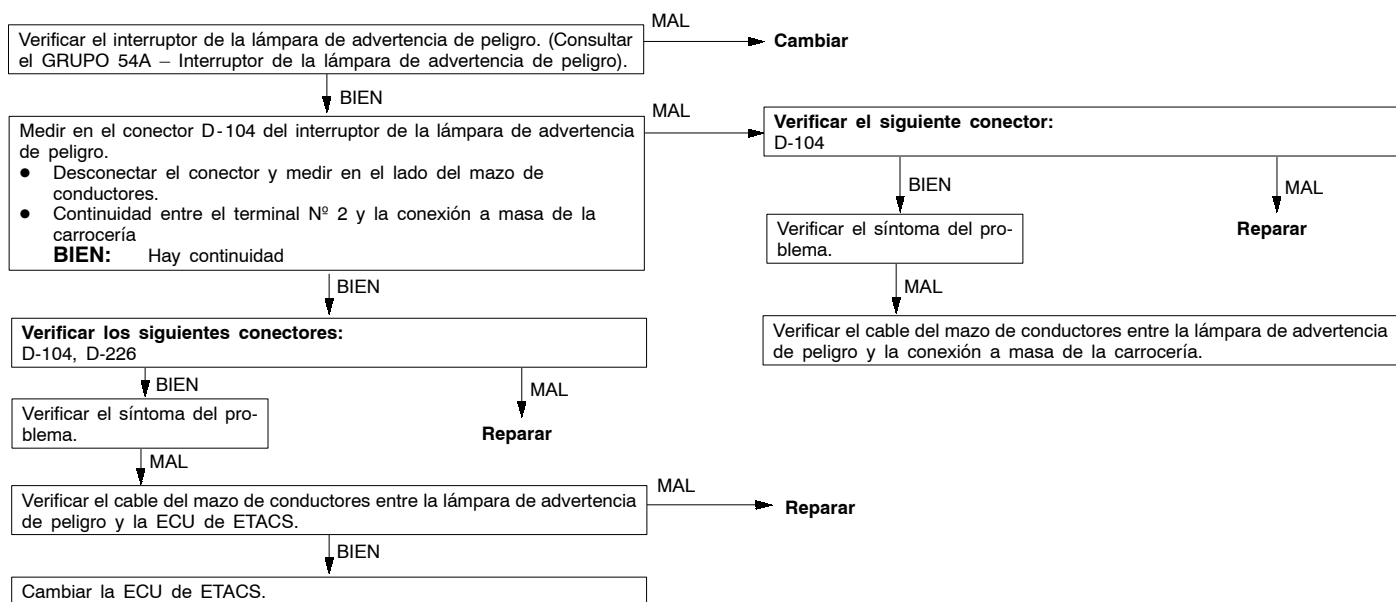 MAL
Verificar el interruptor de la lámpara de advertencia de peligro. (Consultar
el GRUPO 54A – Interruptor de la lámpara de advertencia de peligro).
Cambiar
BIEN
MAL
Medir en el conector D-104 del interruptor de la lámpara de advertencia
de peligro.
● Desconectar el conector y medir en el lado del mazo de
conductores.
● Continuidad entre el terminal Nº 2 y la conexión a masa de la
carrocería
BIEN: Hay continuidad
Verificar el siguiente conector:
D-104
BIEN
MAL
Verificar el síntoma del pro-
blema.
Reparar
MAL
Verificar el cable del mazo de conductores entre la lámpara de advertencia
de peligro y la conexión a masa de la carrocería.
BIEN
Verificar los siguientes conectores:
D-104, D-226
BIEN
MAL
Verificar el síntoma del pro-
blema.
Reparar
MAL
Verificar el cable del mazo de conductores entre la lámpara de advertencia
de peligro y la ECU de ETACS.
MAL
Reparar
BIEN
Cambiar la ECU de ETACS.